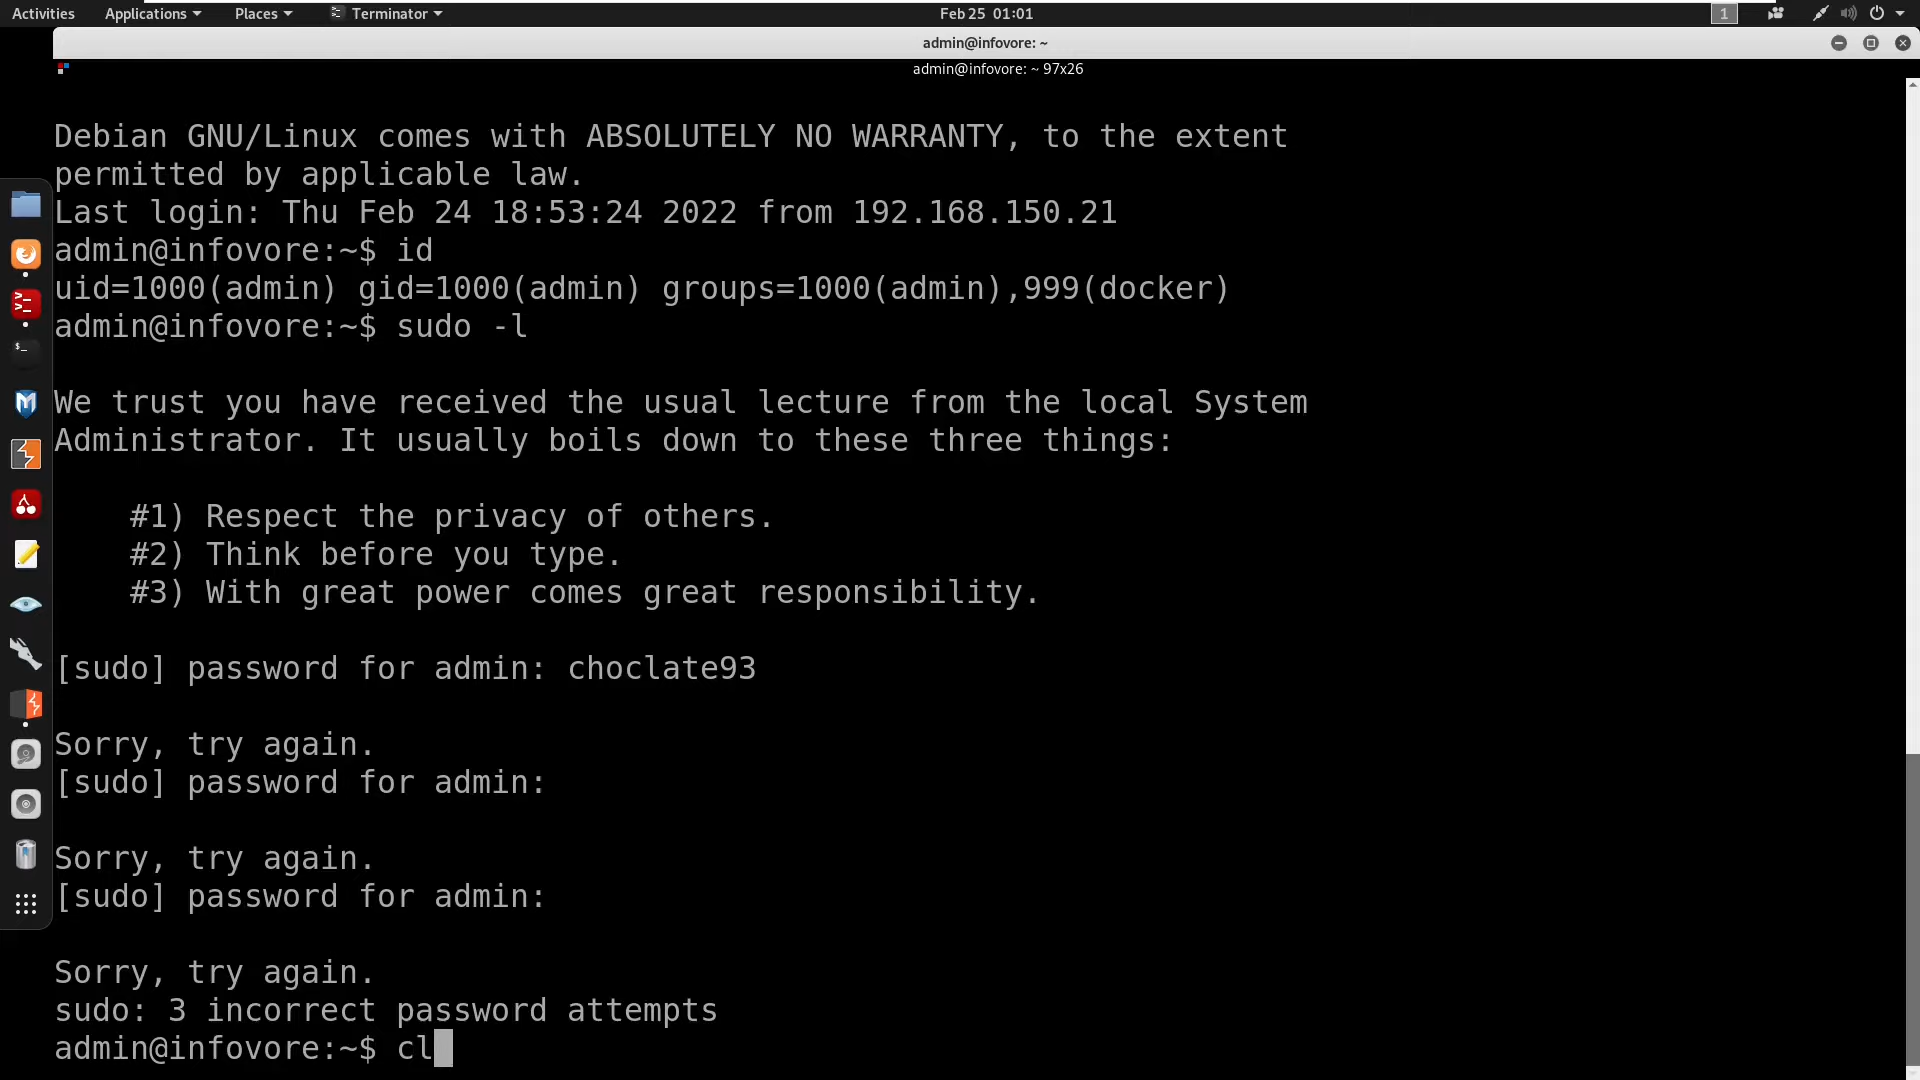 Activities Applications Places Terminator Feb 25 01:01 1
admin@infovore: ~
admin@infovore: ~ 97x26
Debian GNU/Linux comes with ABSOLUTELY NO WARRANTY, to the extent
permitted by applicable law.
Last login: Thu Feb 24 18:53:24 2022 from 192.168.150.21
admin@infovore:~$ id
uid=1000(admin) gid=1000(admin) groups=1000(admin),999(docker)
admin@infovore:~$ sudo -l
We trust you have received the usual lecture from the local System
Administrator. It usually boils down to these three things:
#1) Respect the privacy of others.
#2) Think before you type.
#3) With great power comes great responsibility.
[sudo] password for admin: choclate93
Sorry, try again.
[sudo] password for admin:
Sorry, try again.
[sudo] password for admin:
Sorry, try again.
sudo: 3 incorrect password attempts
admin@infovore:~$ cl